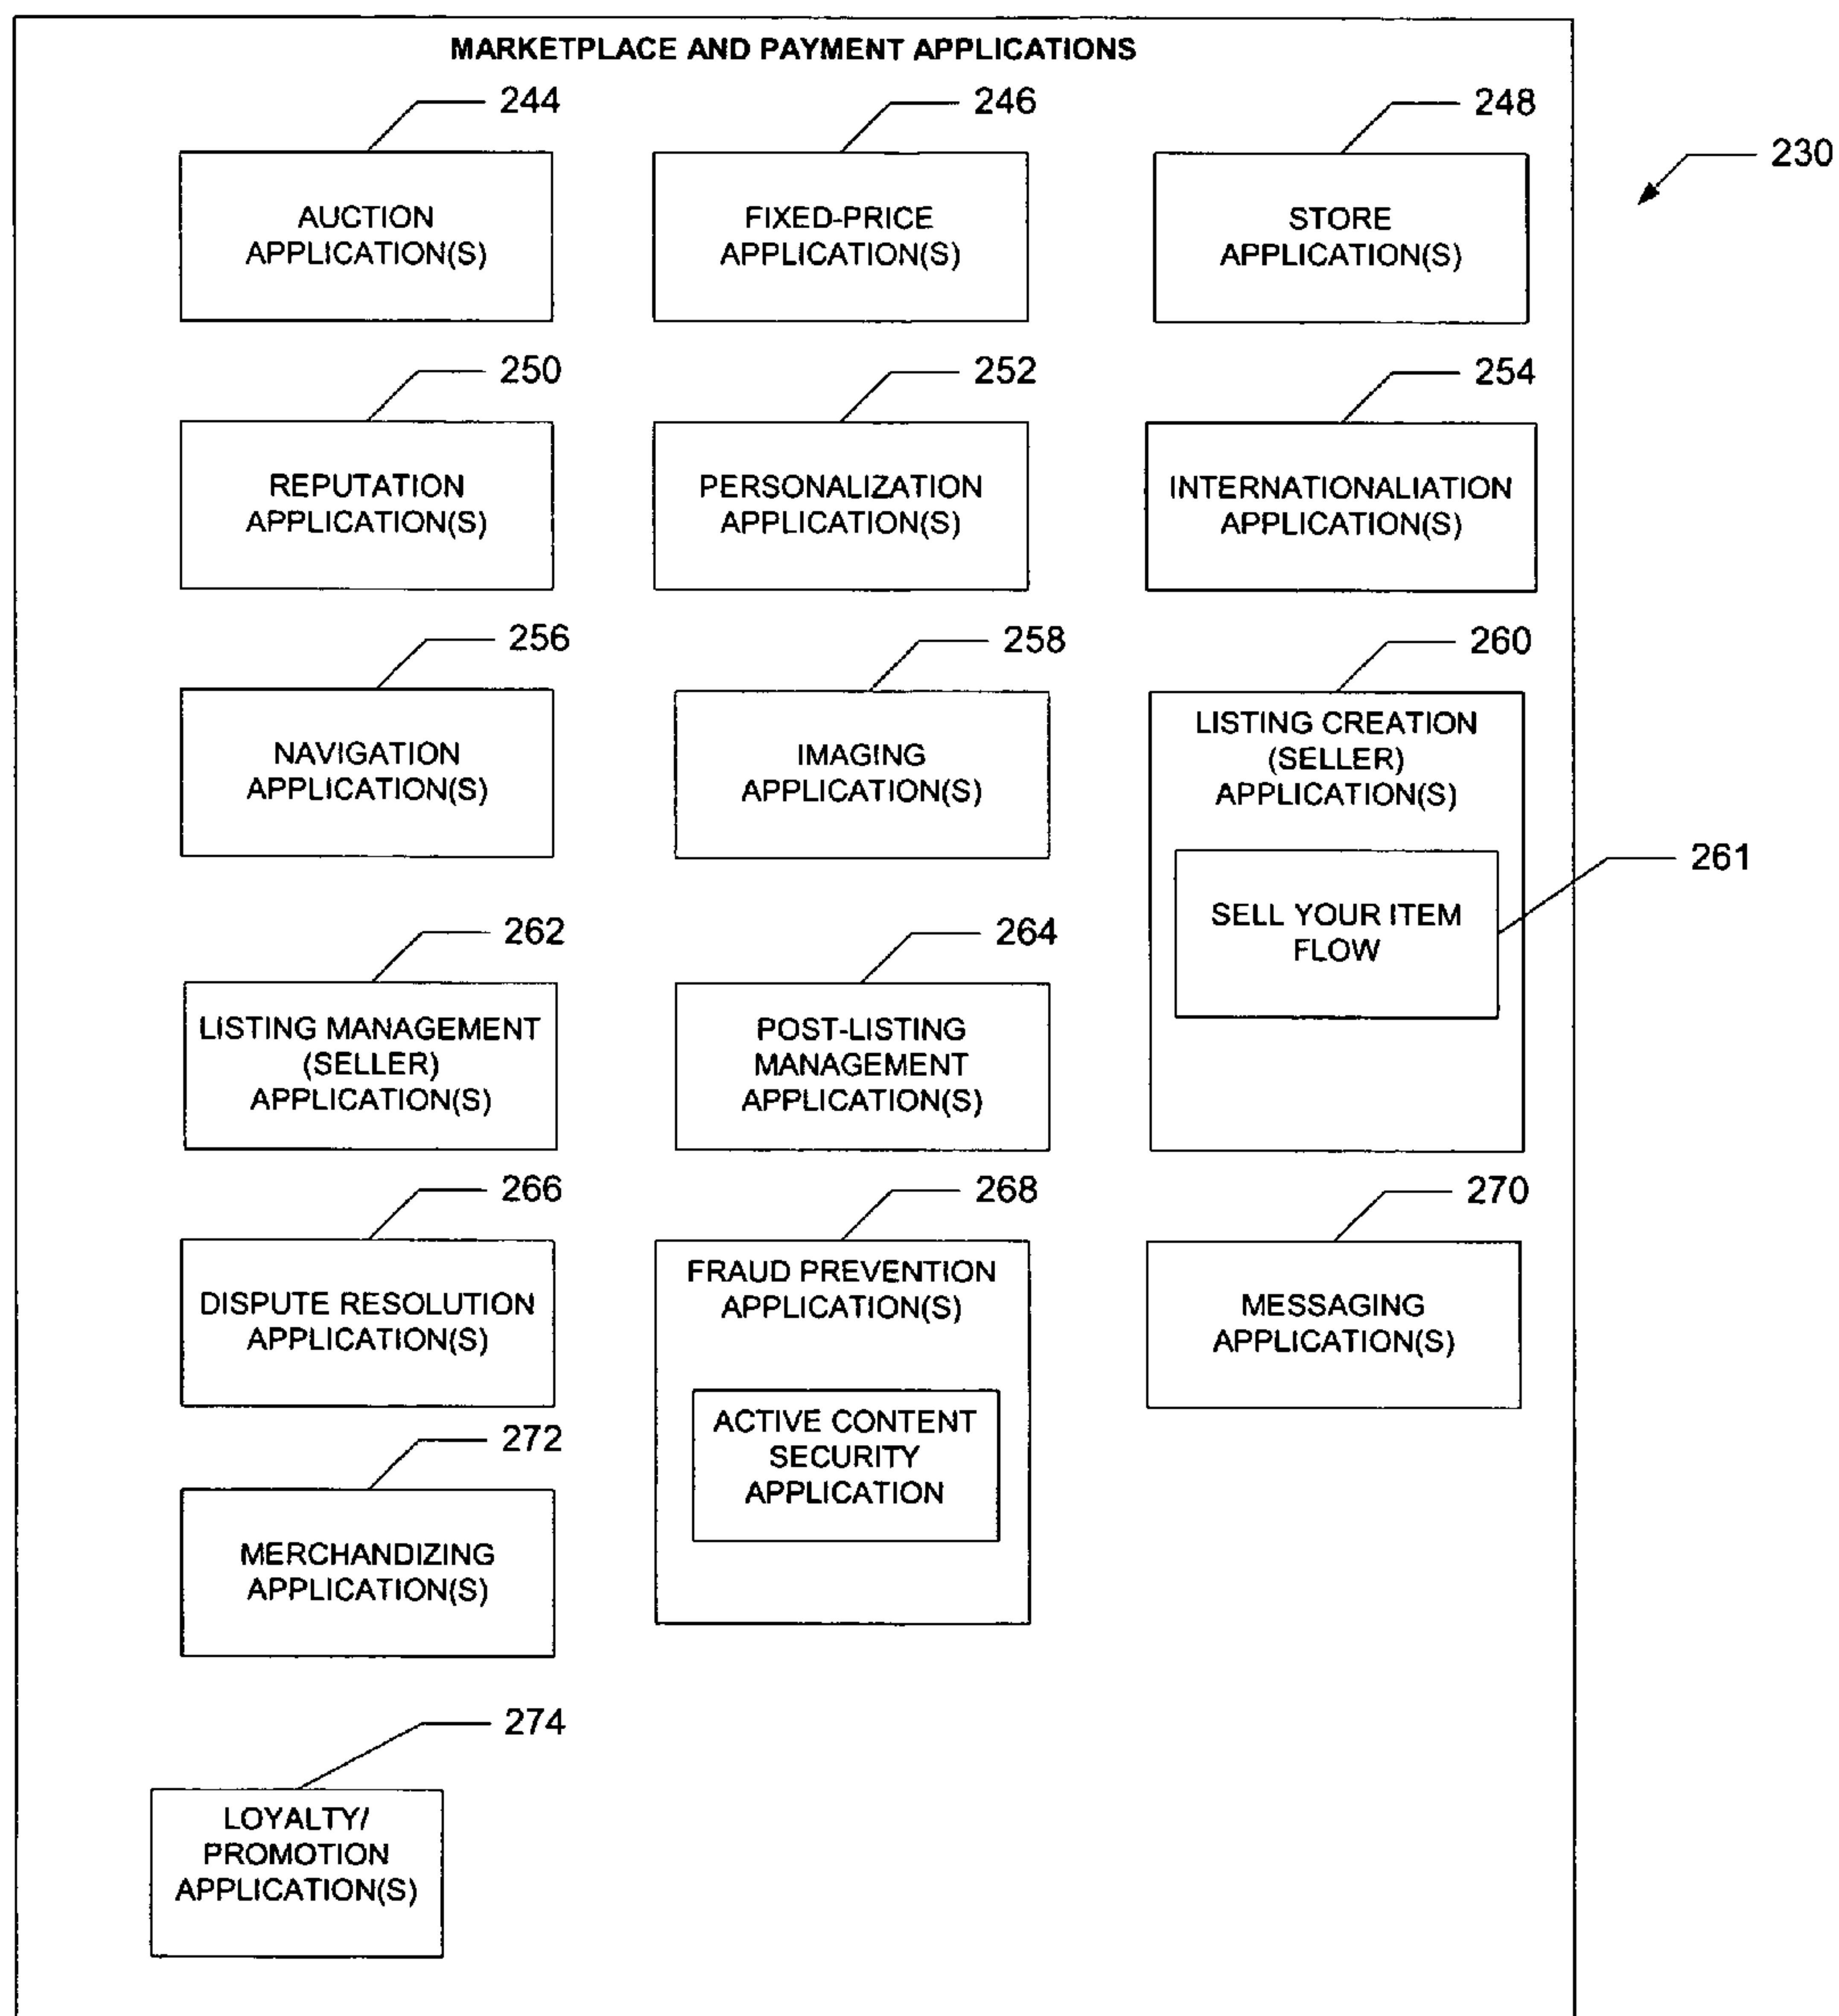 MARKETPLACE AND PAYMENT APPLICATIONS
244
246
248
230
AUCTION
APPLICATION(S)
FIXED-PRICE
APPLICATION(S)
STORE
APPLICATION(S)
250
252
254
REPUTATION
APPLICATION(S)
PERSONALIZATION
APPLICATION(S)
INTERNATIONALIATION
APPLICATION(S)
256
258
260
NAVIGATION
APPLICATION(S)
IMAGING
APPLICATION(S)
LISTING CREATION
(SELLER)
APPLICATION(S)
261
SELL YOUR ITEM
FLOW
262
264
LISTING MANAGEMENT
(SELLER)
APPLICATION(S)
POST-LISTING
MANAGEMENT
APPLICATION(S)
266
268
270
DISPUTE RESOLUTION
APPLICATION(S)
FRAUD PREVENTION
APPLICATION(S)
ACTIVE CONTENT
SECURITY
APPLICATION
MESSAGING
APPLICATION(S)
272
MERCHANDIZING
APPLICATION(S)
274
LOYALTY/
PROMOTION
APPLICATION(S)